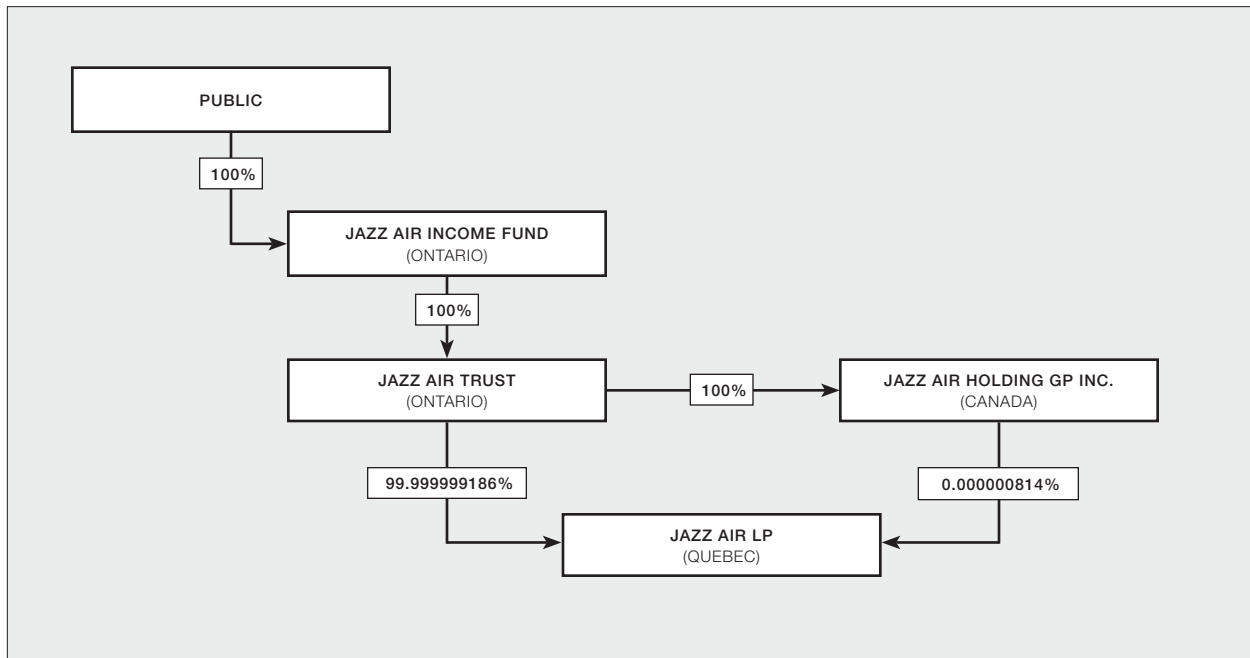 PUBLIC
100%
JAZZ AIR INCOME FUND
(ONTARIO)
100%
JAZZ AIR TRUST
(ONTARIO)
100%
JAZZ AIR HOLDING GP INC.
(CANADA)
99.999999186%
0.000000814%
JAZZ AIR LP
(QUEBEC)